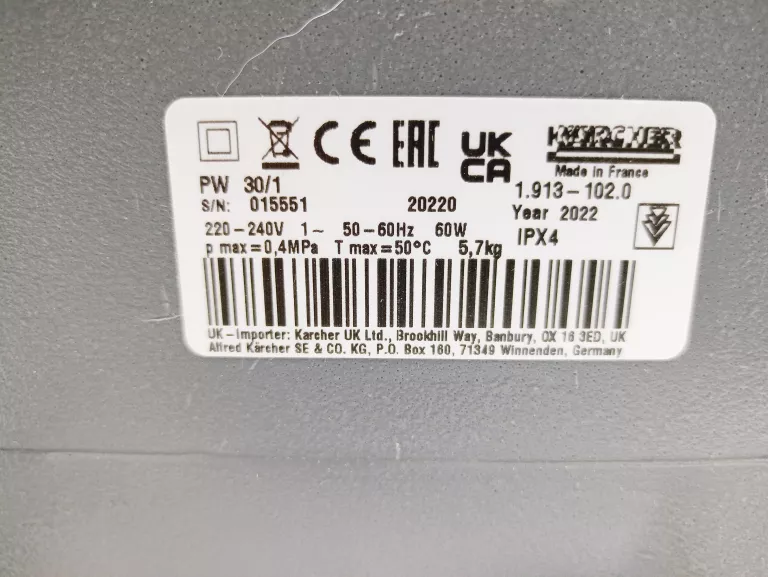 CE EAC UK CA KÄRCHER
Made in France
PW 30/1 1.913-102.0
S/N: 015551 20220 Year 2022
220-240V 1~ 50-60Hz 60W IPX4
p max=0,4MPa T max=50°C 5,7kg
UK-Importer: Karcher UK Ltd., Brookhill Way, Banbury, OX 16 3ED, UK
Alfred Kärcher SE & CO. KG, P.O. Box 160, 71349 Winnenden, Germany